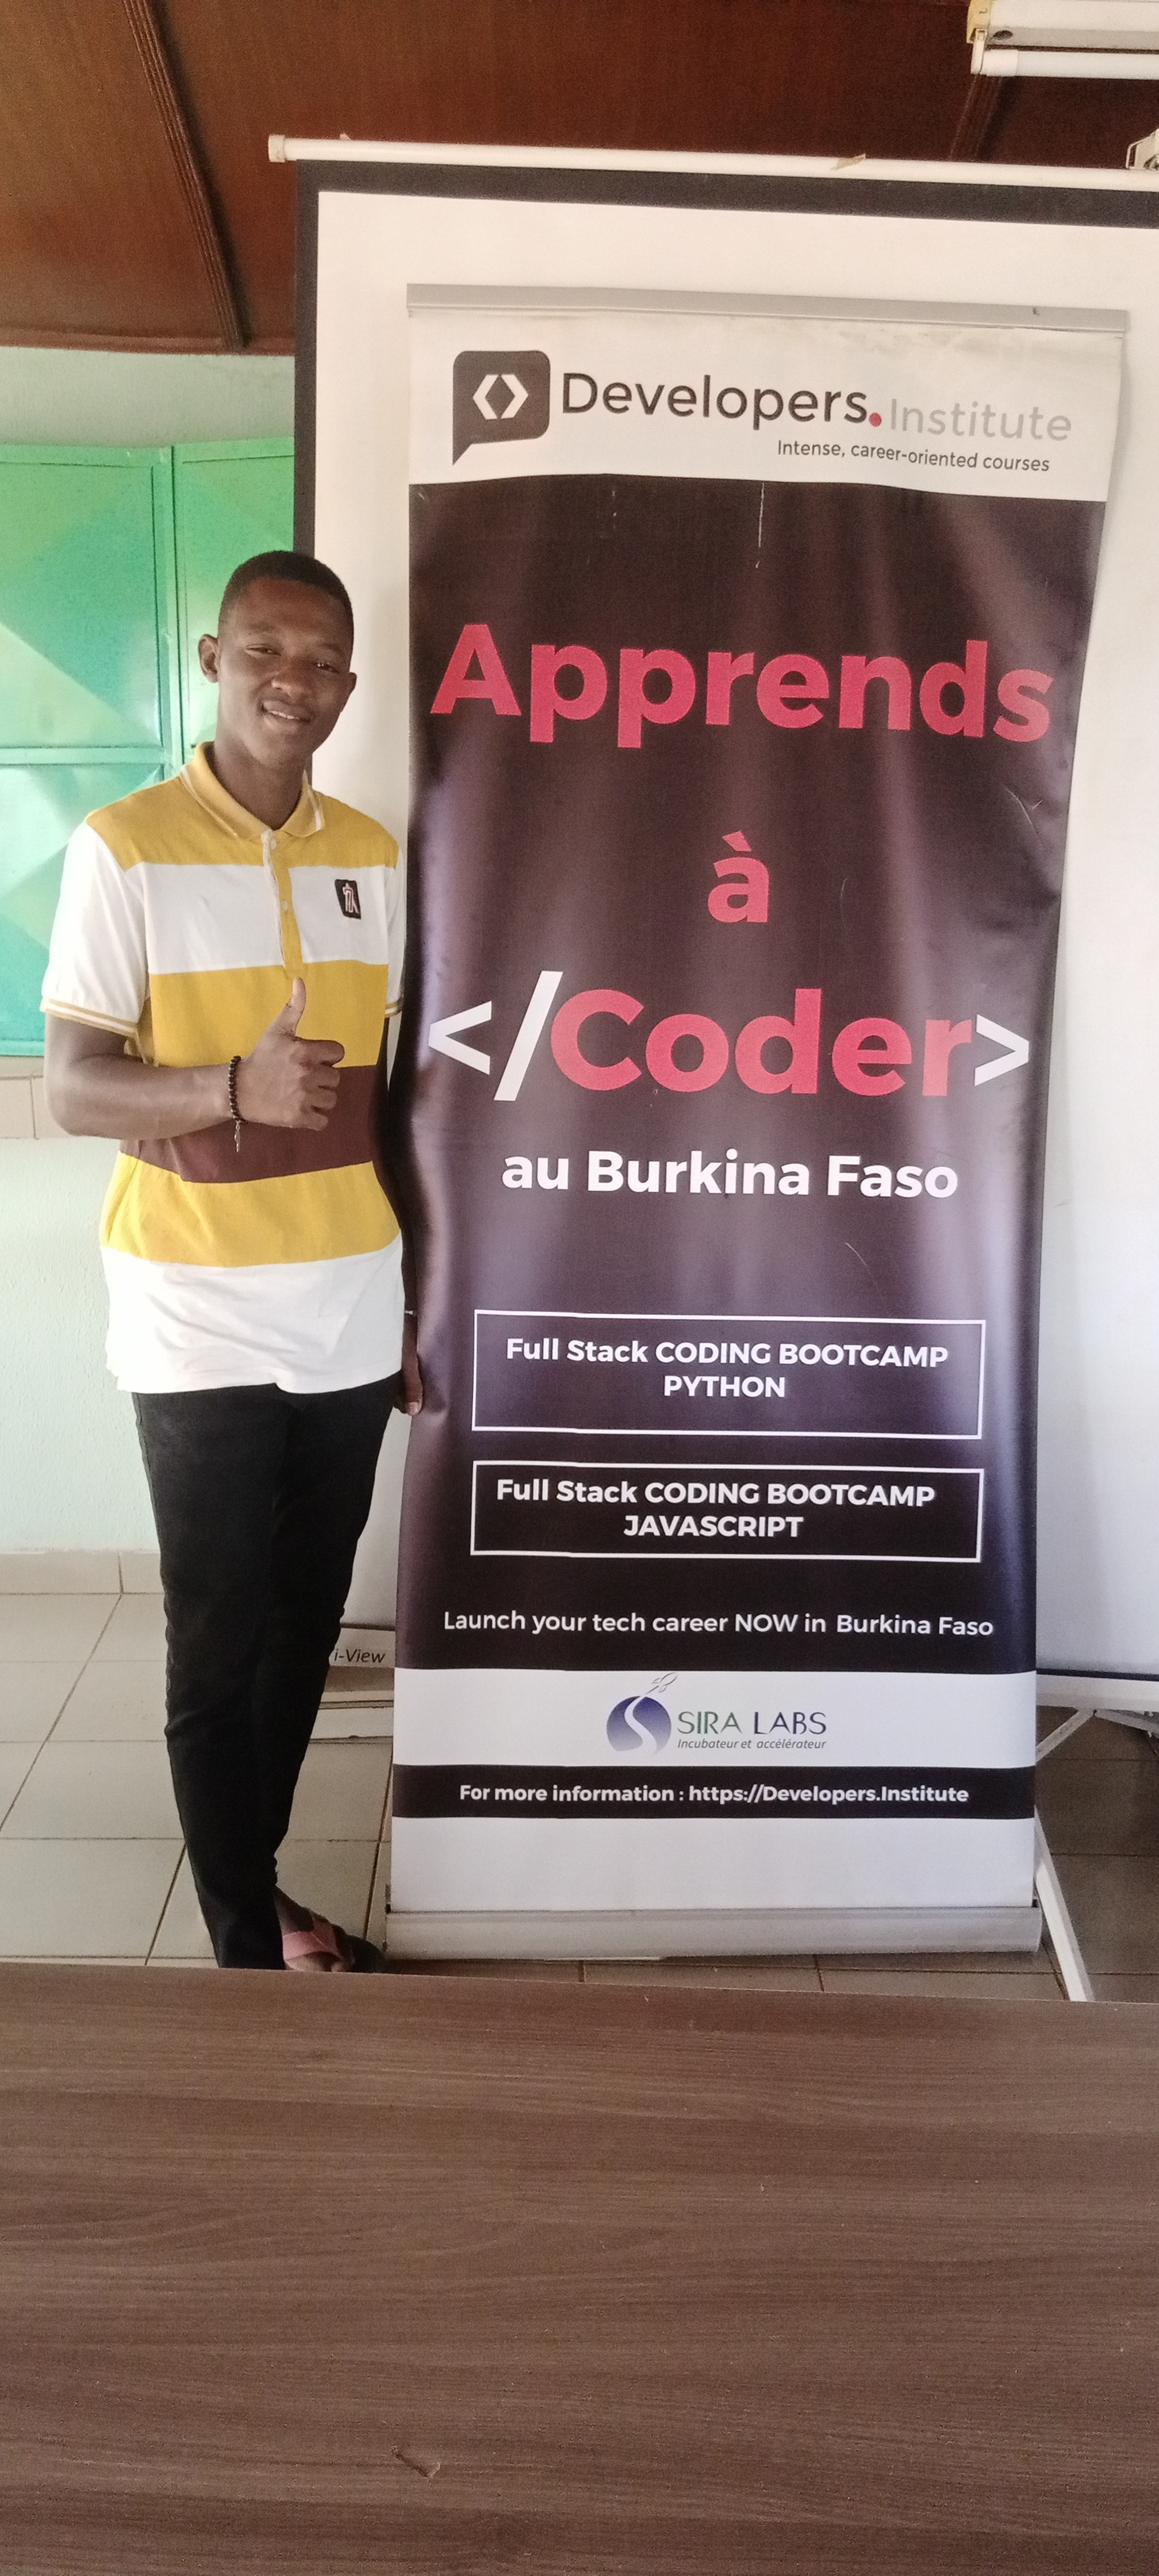 Developers.Institute
Intense, career-oriented courses
Apprends
à
</Coder>
au Burkina Faso
Full Stack CODING BOOTCAMP
PYTHON
Full Stack CODING BOOTCAMP
JAVASCRIPT
Launch your tech career NOW in Burkina Faso
i-View
SIRA LABS
Incubateur et accélérateur
For more information : https://Developers.Institute